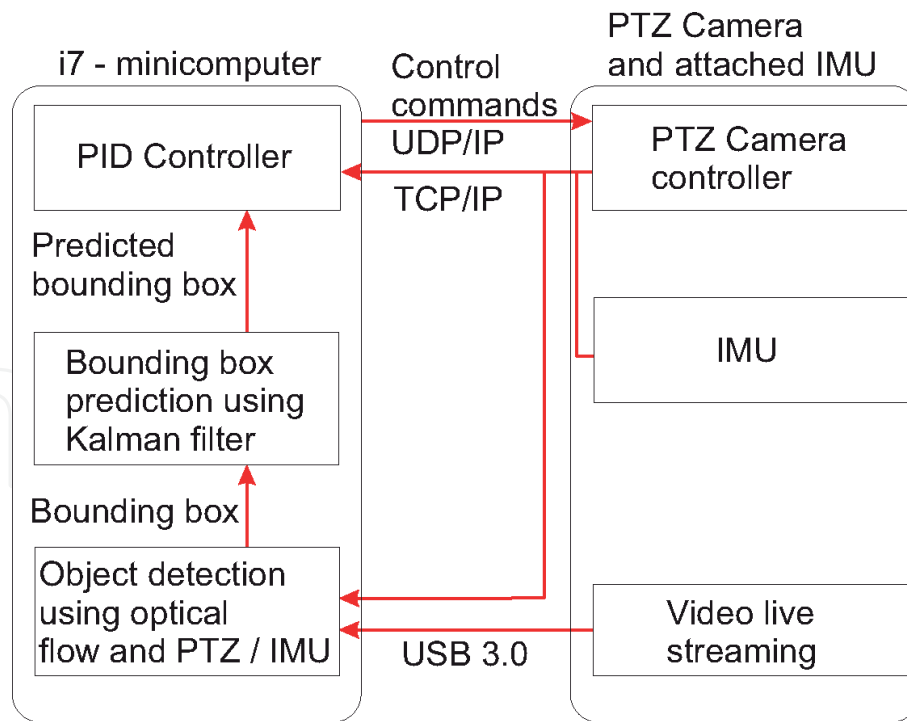 i7 - minicomputer
PID Controller
Predicted
bounding box
Bounding box
prediction using
Kalman filter
Bounding box
Object detection
using optical
flow and PTZ / IMU
Control
commands
UDP/IP
TCP/IP
USB 3.0
PTZ Camera
and attached IMU
PTZ Camera
controller
IMU
Video live
streaming